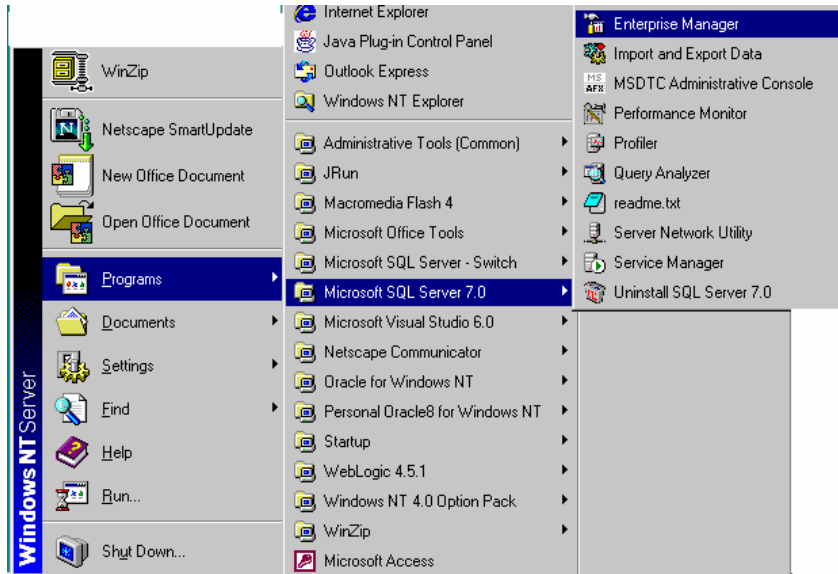 Windows NT Server
WinZip
Netscape SmartUpdate
New Office Document
Open Office Document
Programs
Documents
Settings
Find
Help
Run...
Shut Down...
Internet Explorer
Java Plug-in Control Panel
Outlook Express
Windows NT Explorer
Administrative Tools (Common)
JRun
Macromedia Flash 4
Microsoft Office Tools
Microsoft SQL Server - Switch
Microsoft SQL Server 7.0
Microsoft Visual Studio 6.0
Netscape Communicator
Oracle for Windows NT
Personal Oracle8 for Windows NT
Startup
WebLogic 4.5.1
Windows NT 4.0 Option Pack
WinZip
Microsoft Access
Enterprise Manager
Import and Export Data
MS
AFX
MSDTC Administrative Console
Performance Monitor
Profiler
Query Analyzer
readme.txt
Server Network Utility
Service Manager
Uninstall SQL Server 7.0